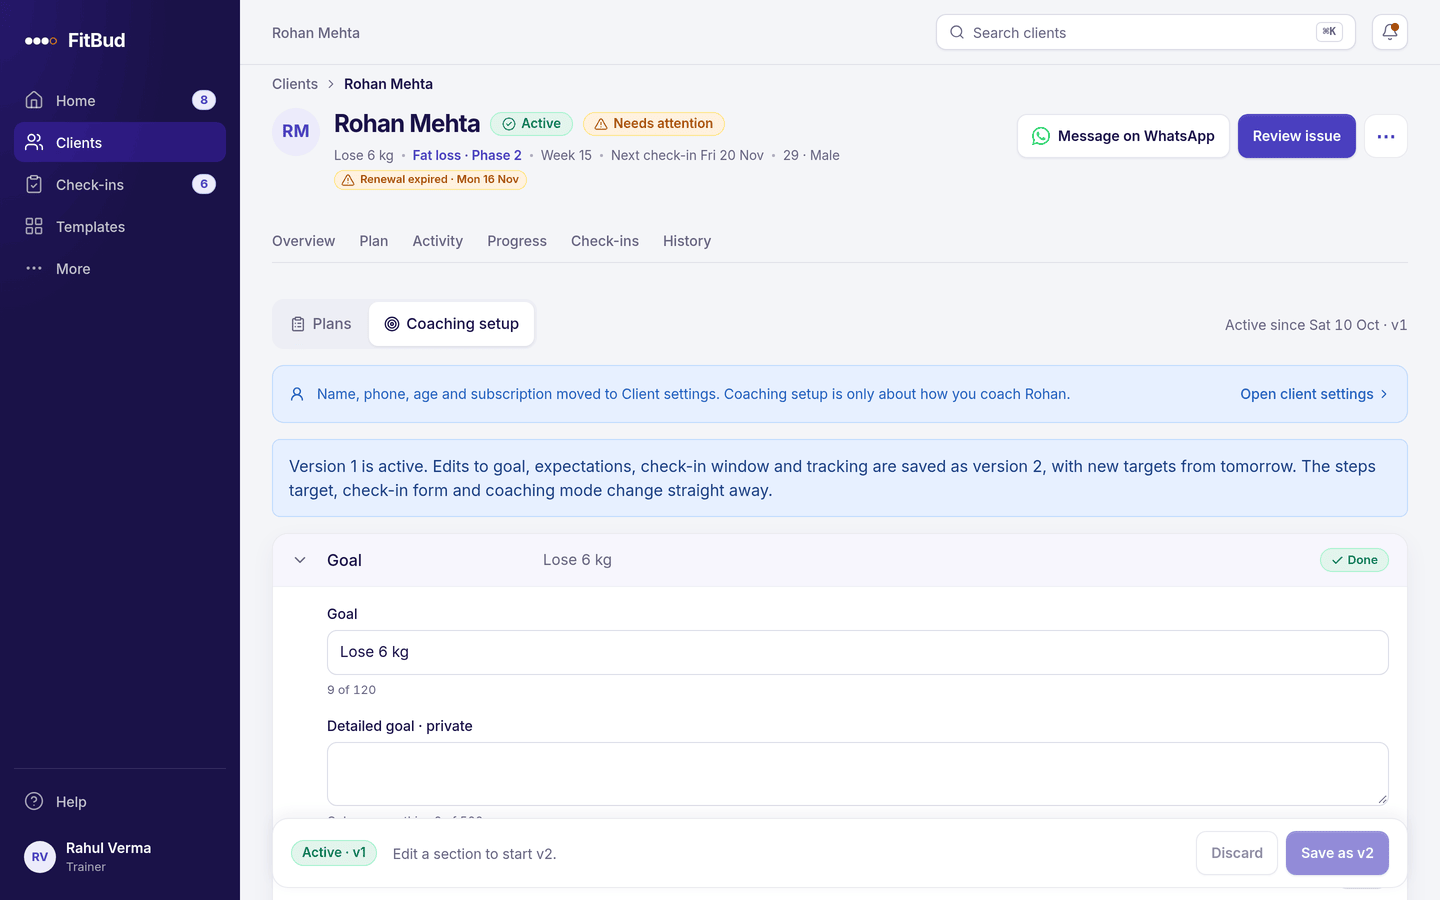 FitBud
Home 8
Clients
Check-ins 6
Templates
More
Help
RV
Rahul Verma
Trainer
Rohan Mehta
Search clients
⌘K
Clients > Rohan Mehta
RM
Rohan Mehta
Active
Needs attention
Lose 6 kg • Fat loss · Phase 2 • Week 15 • Next check-in Fri 20 Nov • 29 · Male
Renewal expired · Mon 16 Nov
Message on WhatsApp
Review issue
Overview Plan Activity Progress Check-ins History
Plans
Coaching setup
Active since Sat 10 Oct · v1
Name, phone, age and subscription moved to Client settings. Coaching setup is only about how you coach Rohan.
Open client settings
Version 1 is active. Edits to goal, expectations, check-in window and tracking are saved as version 2, with new targets from tomorrow. The steps
target, check-in form and coaching mode change straight away.
Goal
Lose 6 kg
Done
Goal
Lose 6 kg
9 of 120
Detailed goal · private
Active · v1
Edit a section to start v2.
Discard
Save as v2